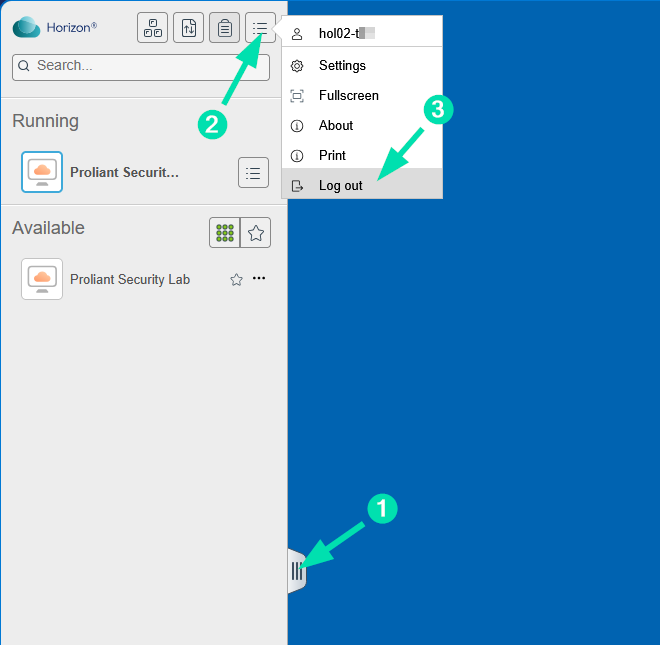 Horizon®
hol02-t
Search...
Settings
Fullscreen
About
Print
Log out
Running
Proliant Securit...
Available
Proliant Security Lab
2
3
1